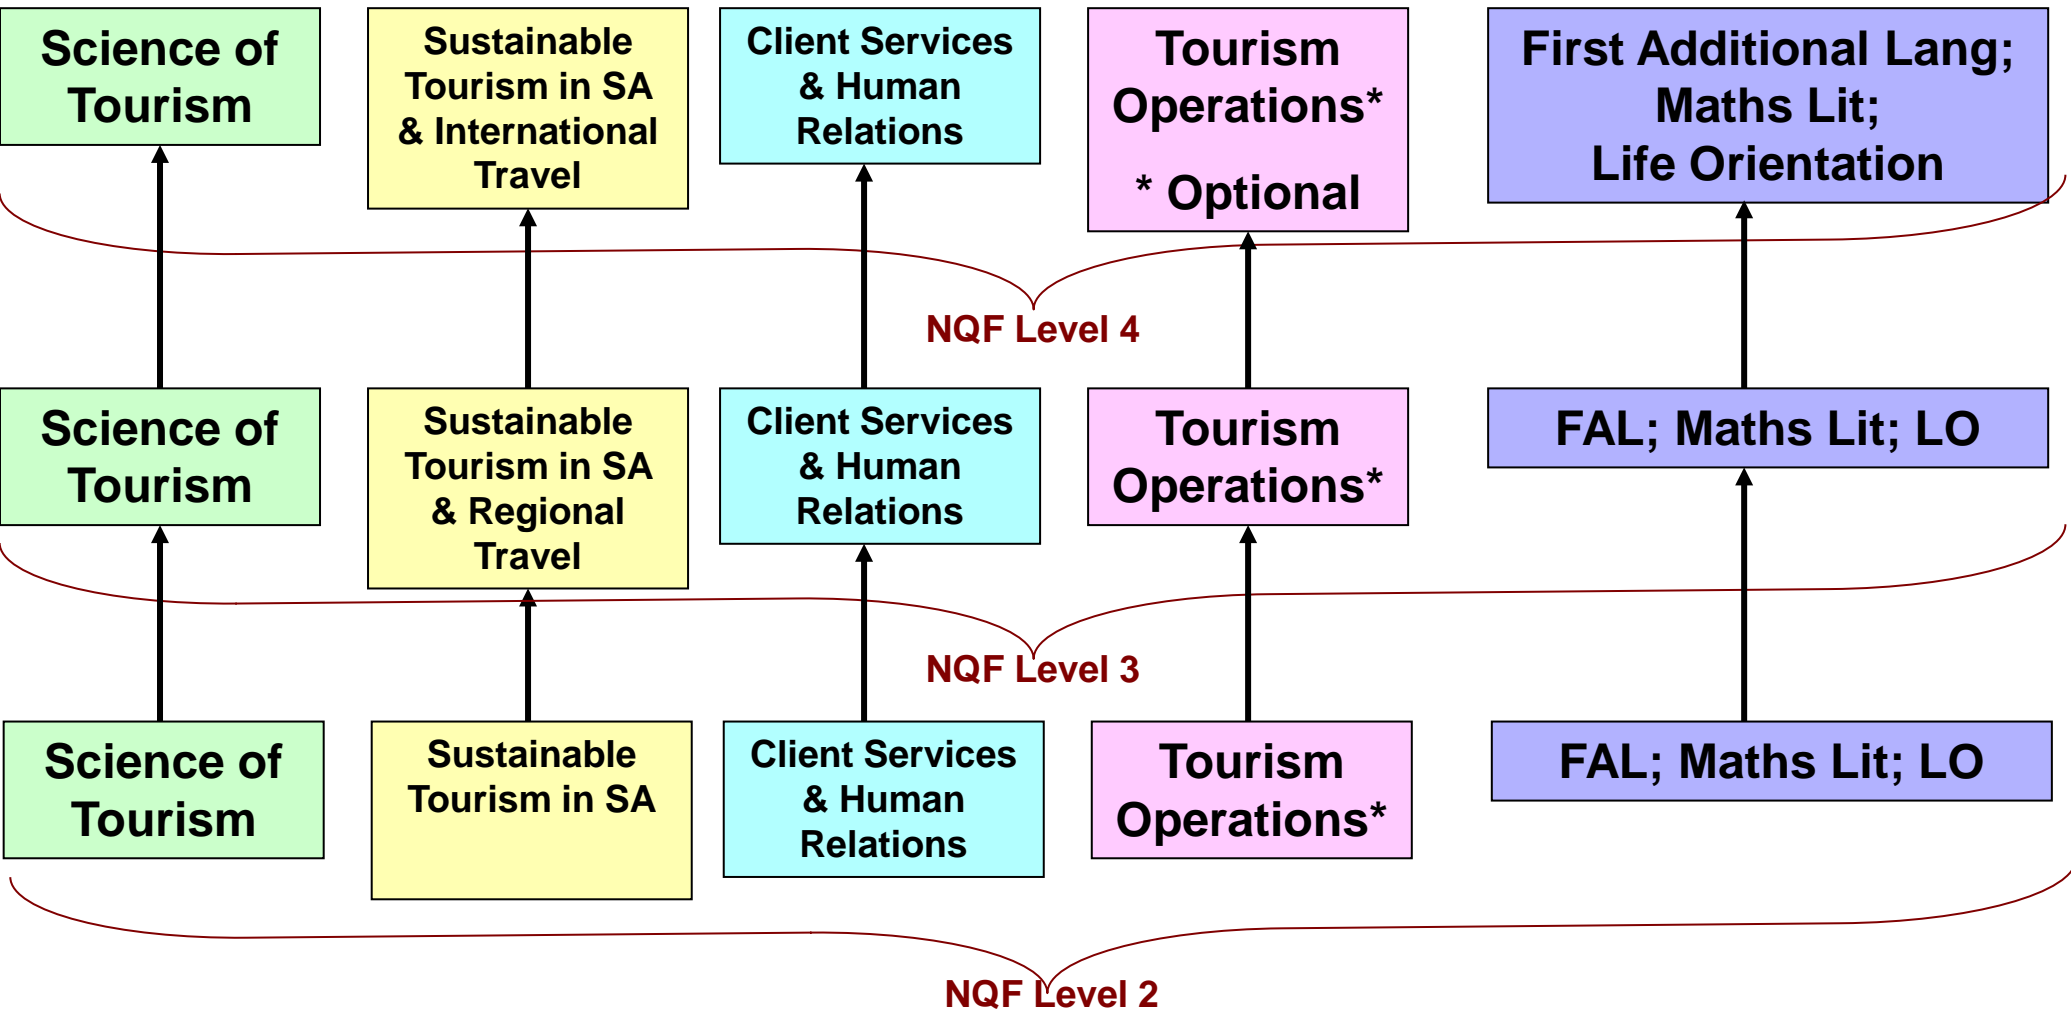 Science of
Tourism
Sustainable
Tourism in SA
& International
Travel
Client Services
& Human
Relations
Tourism
Operations*
* Optional
First Additional Lang;
Maths Lit;
Life Orientation
NQF Level 4
Science of
Tourism
Sustainable
Tourism in SA
& Regional
Travel
Client Services
& Human
Relations
Tourism
Operations*
FAL; Maths Lit; LO
NQF Level 3
Science of
Tourism
Sustainable
Tourism in SA
Client Services
& Human
Relations
Tourism
Operations*
FAL; Maths Lit; LO
NQF Level 2